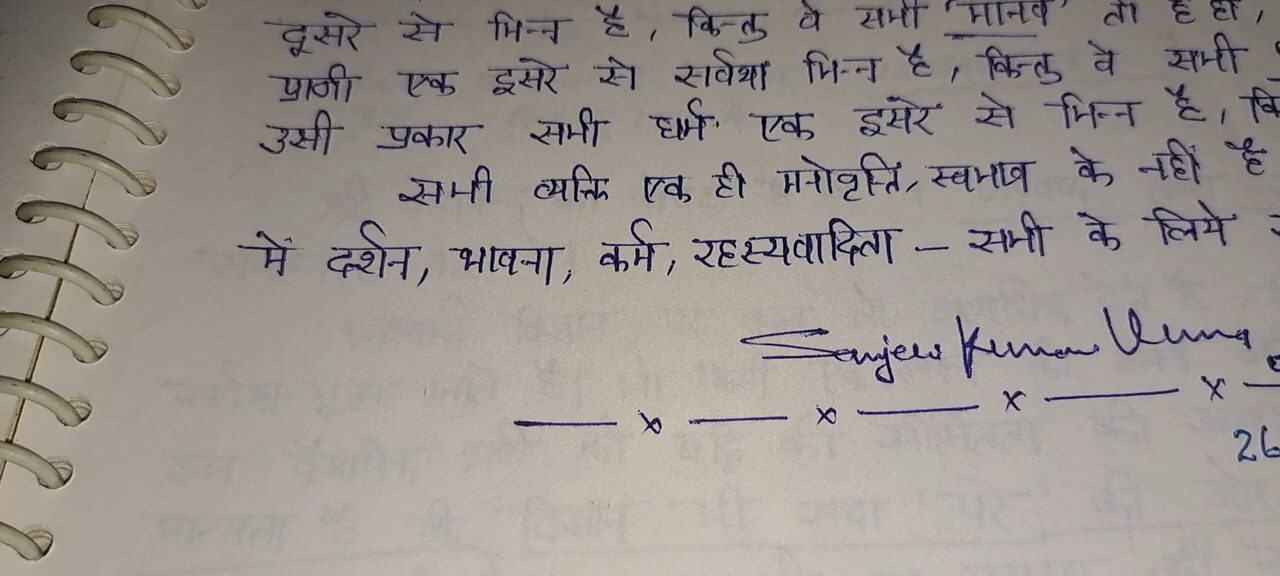 दूसरे से भिन्न है, किन्तु वे सभी 'मानव' तो हैं ही,
प्राणी एक दूसरे से सर्वथा भिन्न है, किन्तु वे सभी
उसी प्रकार सभी धर्म एक दूसरे से भिन्न है,
सभी व्यक्ति एक ही मनोवृत्ति, स्वभाव के नहीं है
में दर्शन, भावना, कर्म, रहस्यवादिता – सभी के लिये
Sanjeev Kumar Verma
— x — x — x — x —
26